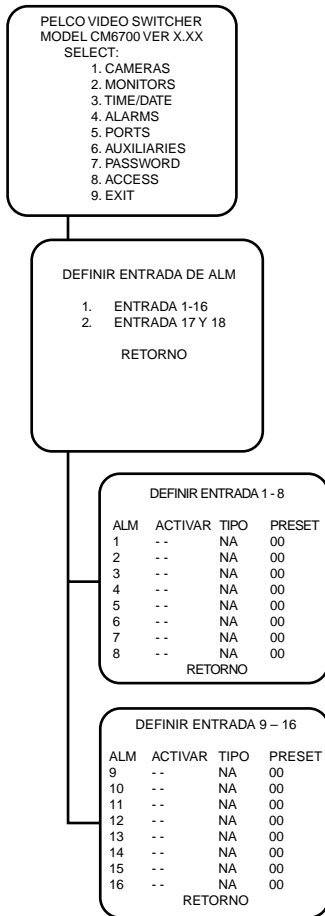 PELCO VIDEO SWITCHER
MODEL CM6700 VER X.XX
SELECT:
1. CAMERAS
2. MONITORS
3. TIME/DATE
4. ALARMS
5. PORTS
6. AUXILIARIES
7. PASSWORD
8. ACCESS
9. EXIT
DEFINIR ENTRADA DE ALM
1. ENTRADA 1-16
2. ENTRADA 17 Y 18
RETORNO
DEFINIR ENTRADA 1 - 8
ALM ACTIVAR TIPO PRESET
1 - - NA 00
2 - - NA 00
3 - - NA 00
4 - - NA 00
5 - - NA 00
6 - - NA 00
7 - - NA 00
8 - - NA 00
RETORNO
DEFINIR ENTRADA 9 – 16
ALM ACTIVAR TIPO PRESET
9 - - NA 00
10 - - NA 00
11 - - NA 00
12 - - NA 00
13 - - NA 00
14 - - NA 00
15 - - NA 00
16 - - NA 00
RETORNO